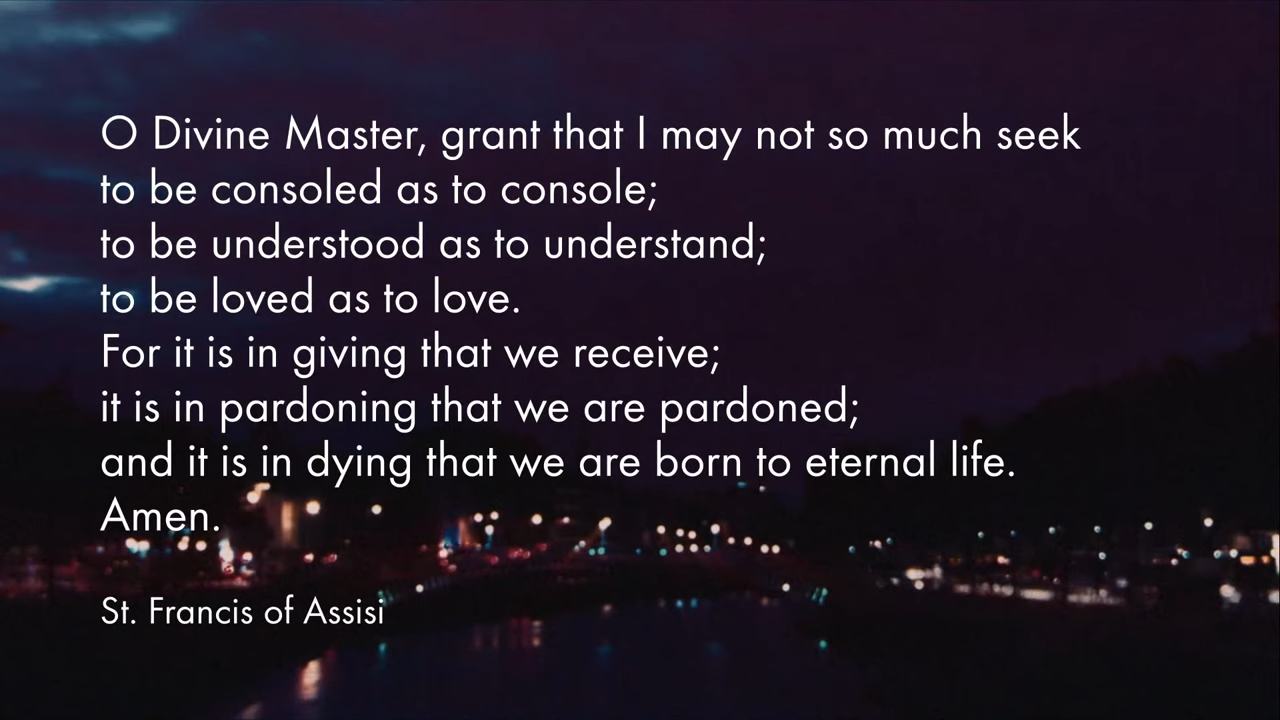 O Divine Master, grant that I may not so much seek
to be consoled as to console;
to be understood as to understand;
to be loved as to love.
For it is in giving that we receive;
it is in pardoning that we are pardoned;
and it is in dying that we are born to eternal life.
Amen.
St. Francis of Assisi